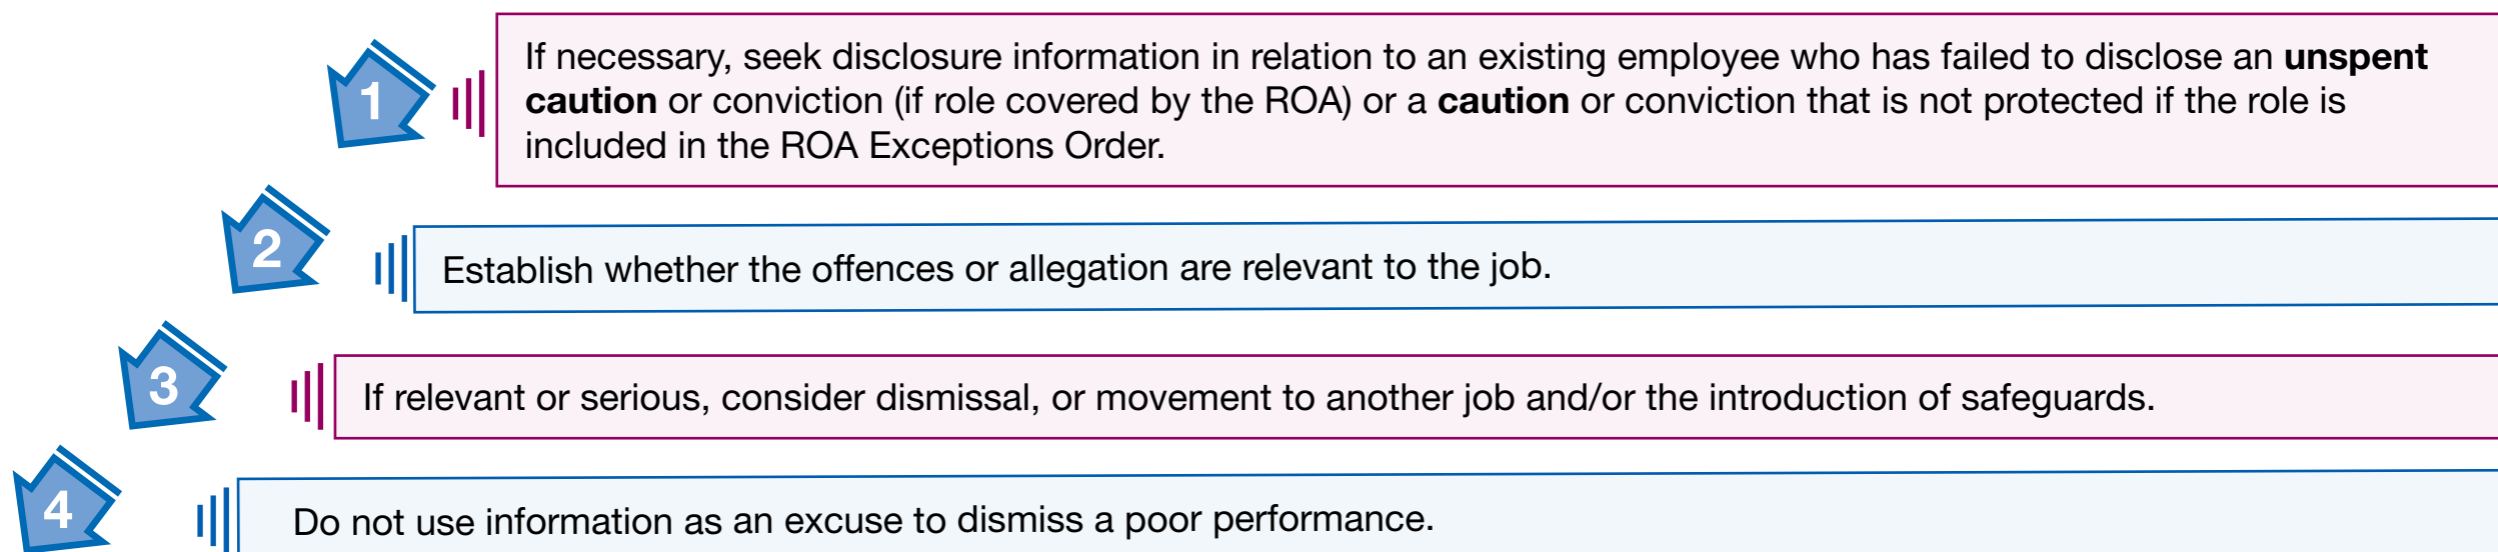 1
If necessary, seek disclosure information in relation to an existing employee who has failed to disclose an unspent
caution or conviction (if role covered by the ROA) or a caution or conviction that is not protected if the role is
included in the ROA Exceptions Order.
2
Establish whether the offences or allegation are relevant to the job.
3
If relevant or serious, consider dismissal, or movement to another job and/or the introduction of safeguards.
4
Do not use information as an excuse to dismiss a poor performance.